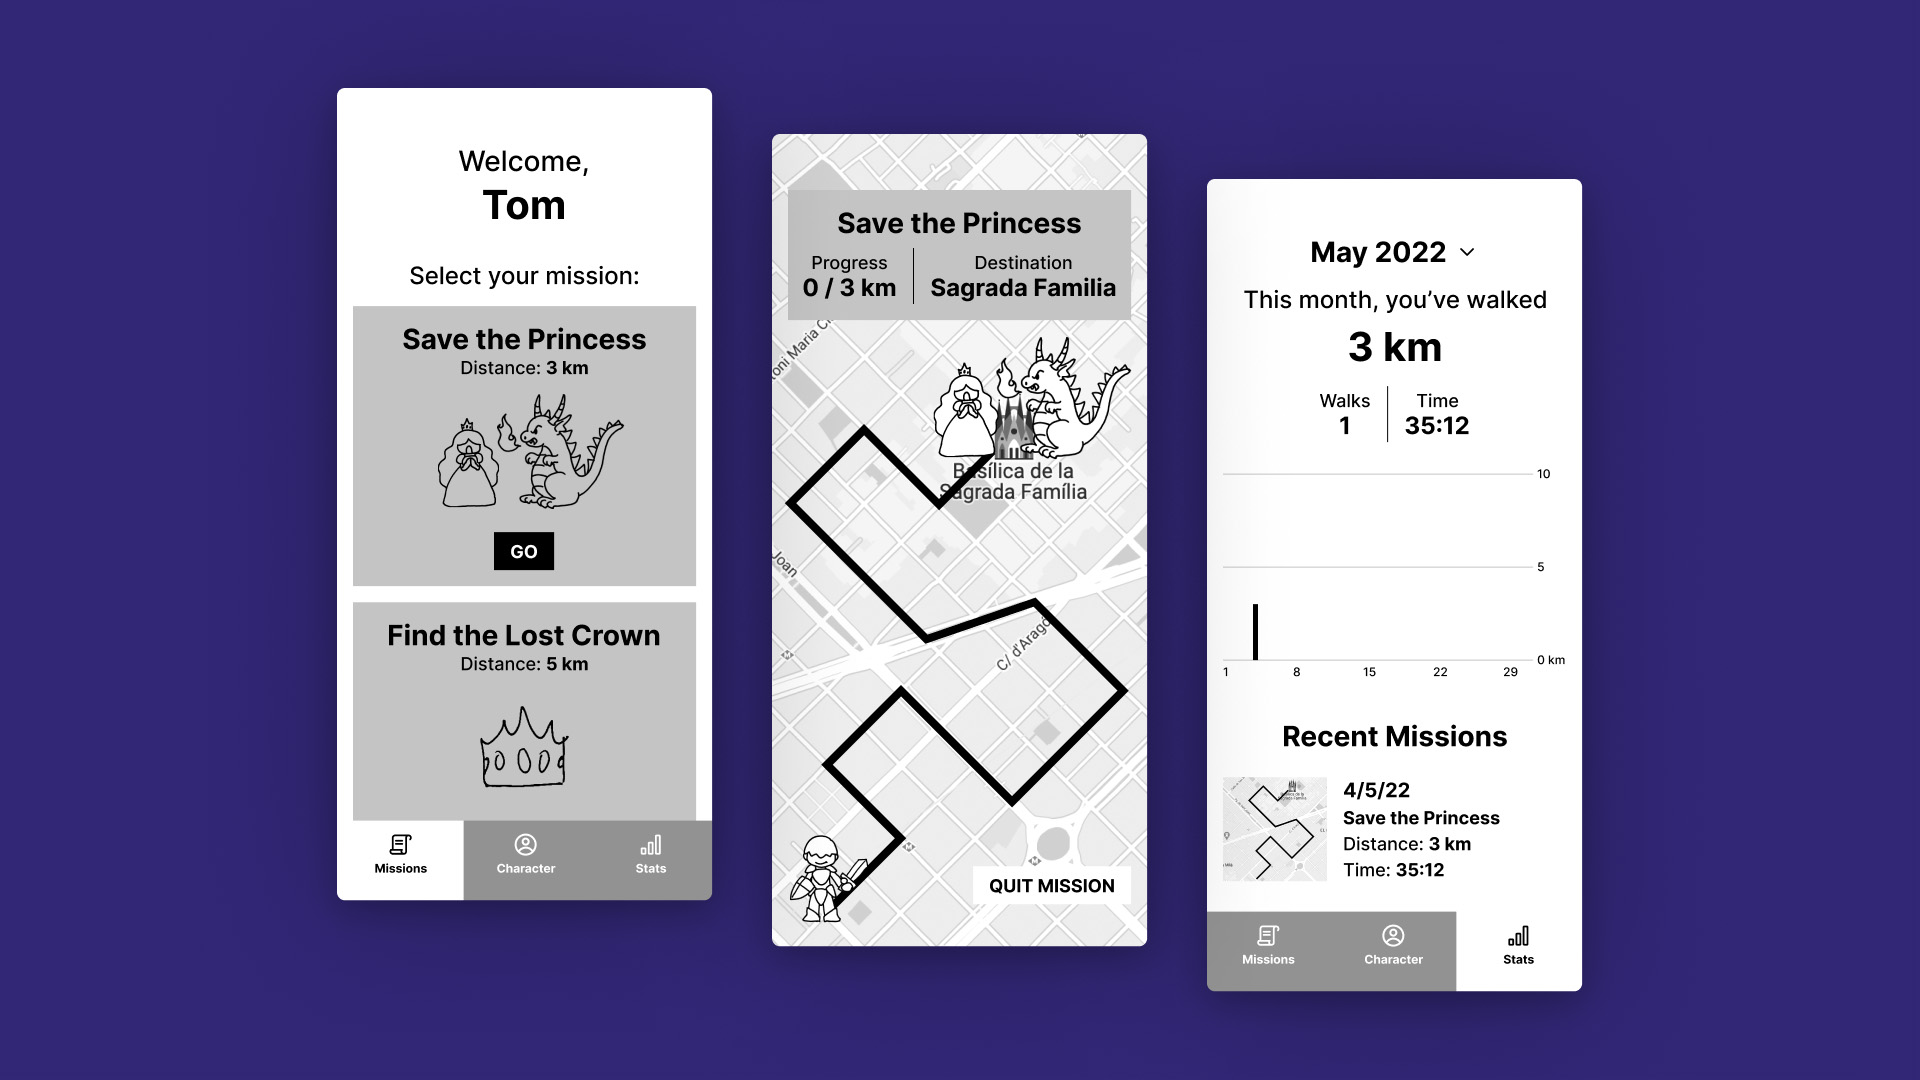 Welcome,
Tom
Select your mission:
Save the Princess
Distance: 3 km
GO
Find the Lost Crown
Distance: 5 km
Missions
Character
Stats
Save the Princess
Progress
0 / 3 km
Destination
Sagrada Familia
Basílica de la
Sagrada Família
Joan
C/ d'Aragó
QUIT MISSION
May 2022
This month, you’ve walked
3 km
Walks
1
Time
35:12
10
5
0 km
1 8 15 22 29
Recent Missions
4/5/22
Save the Princess
Distance: 3 km
Time: 35:12
Missions
Character
Stats